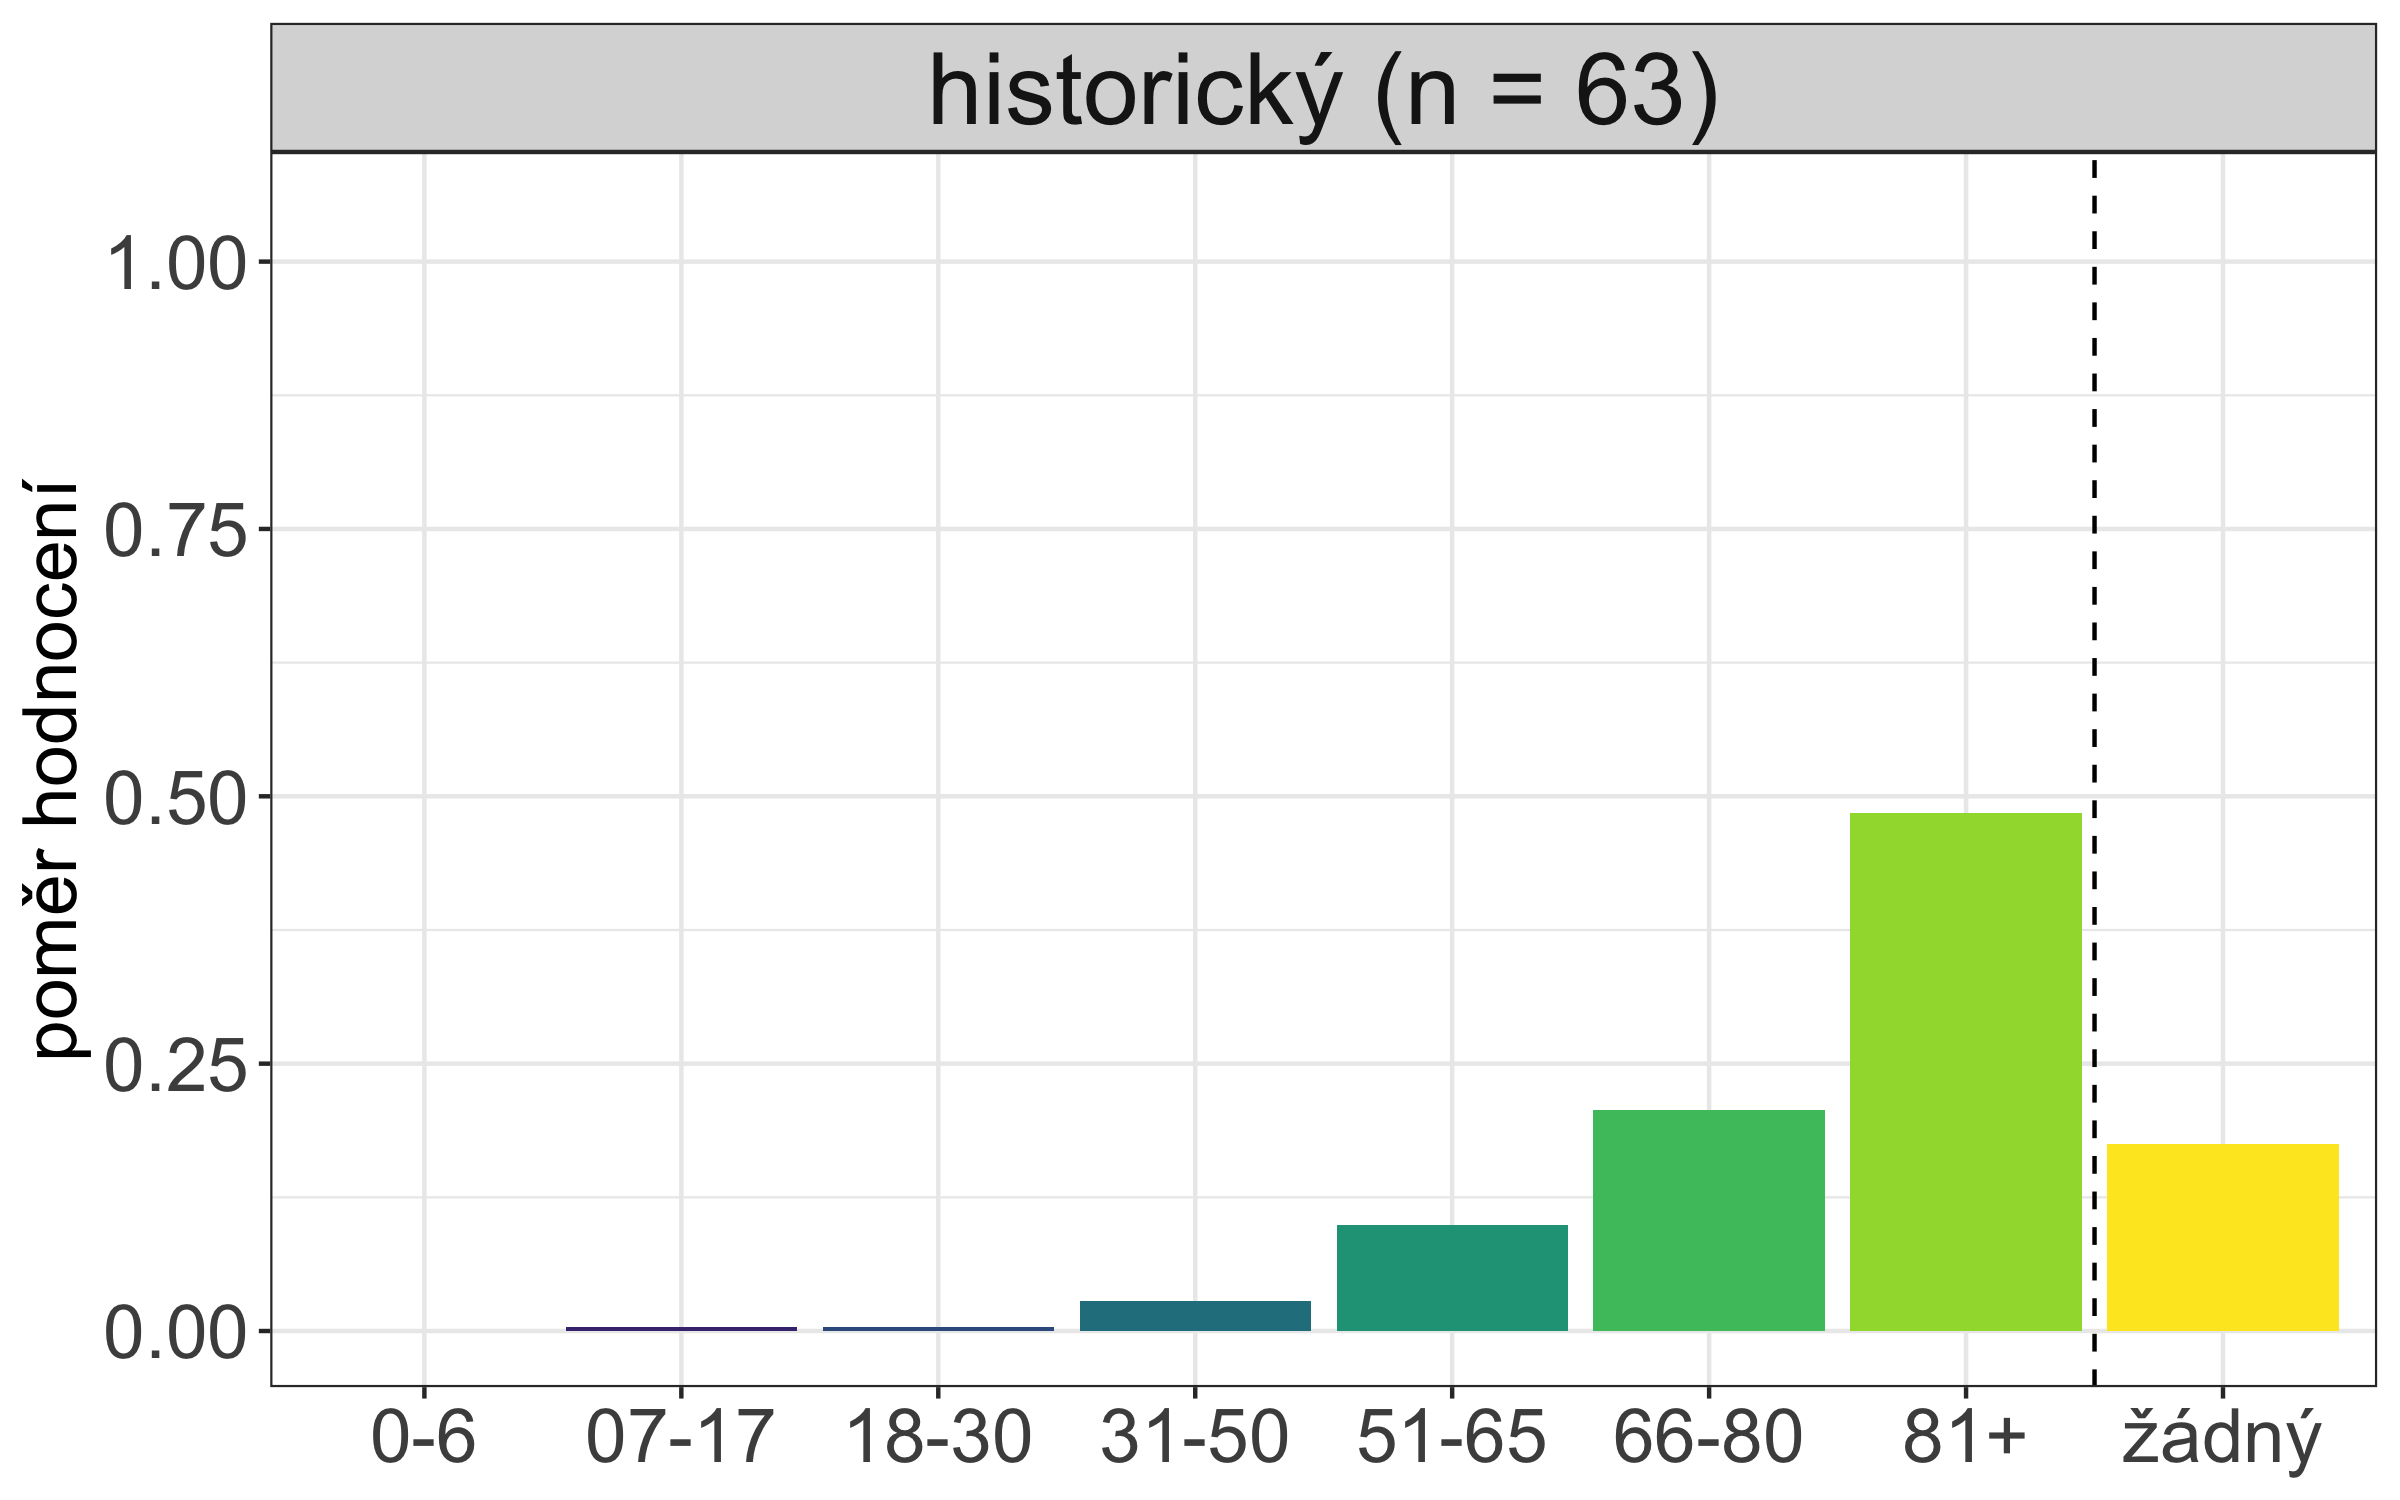 historický (n = 63)
poměr hodnocení
1.00
0.75
0.50
0.25
0.00
0-6 07-17 18-30 31-50 51-65 66-80 81+ žádný